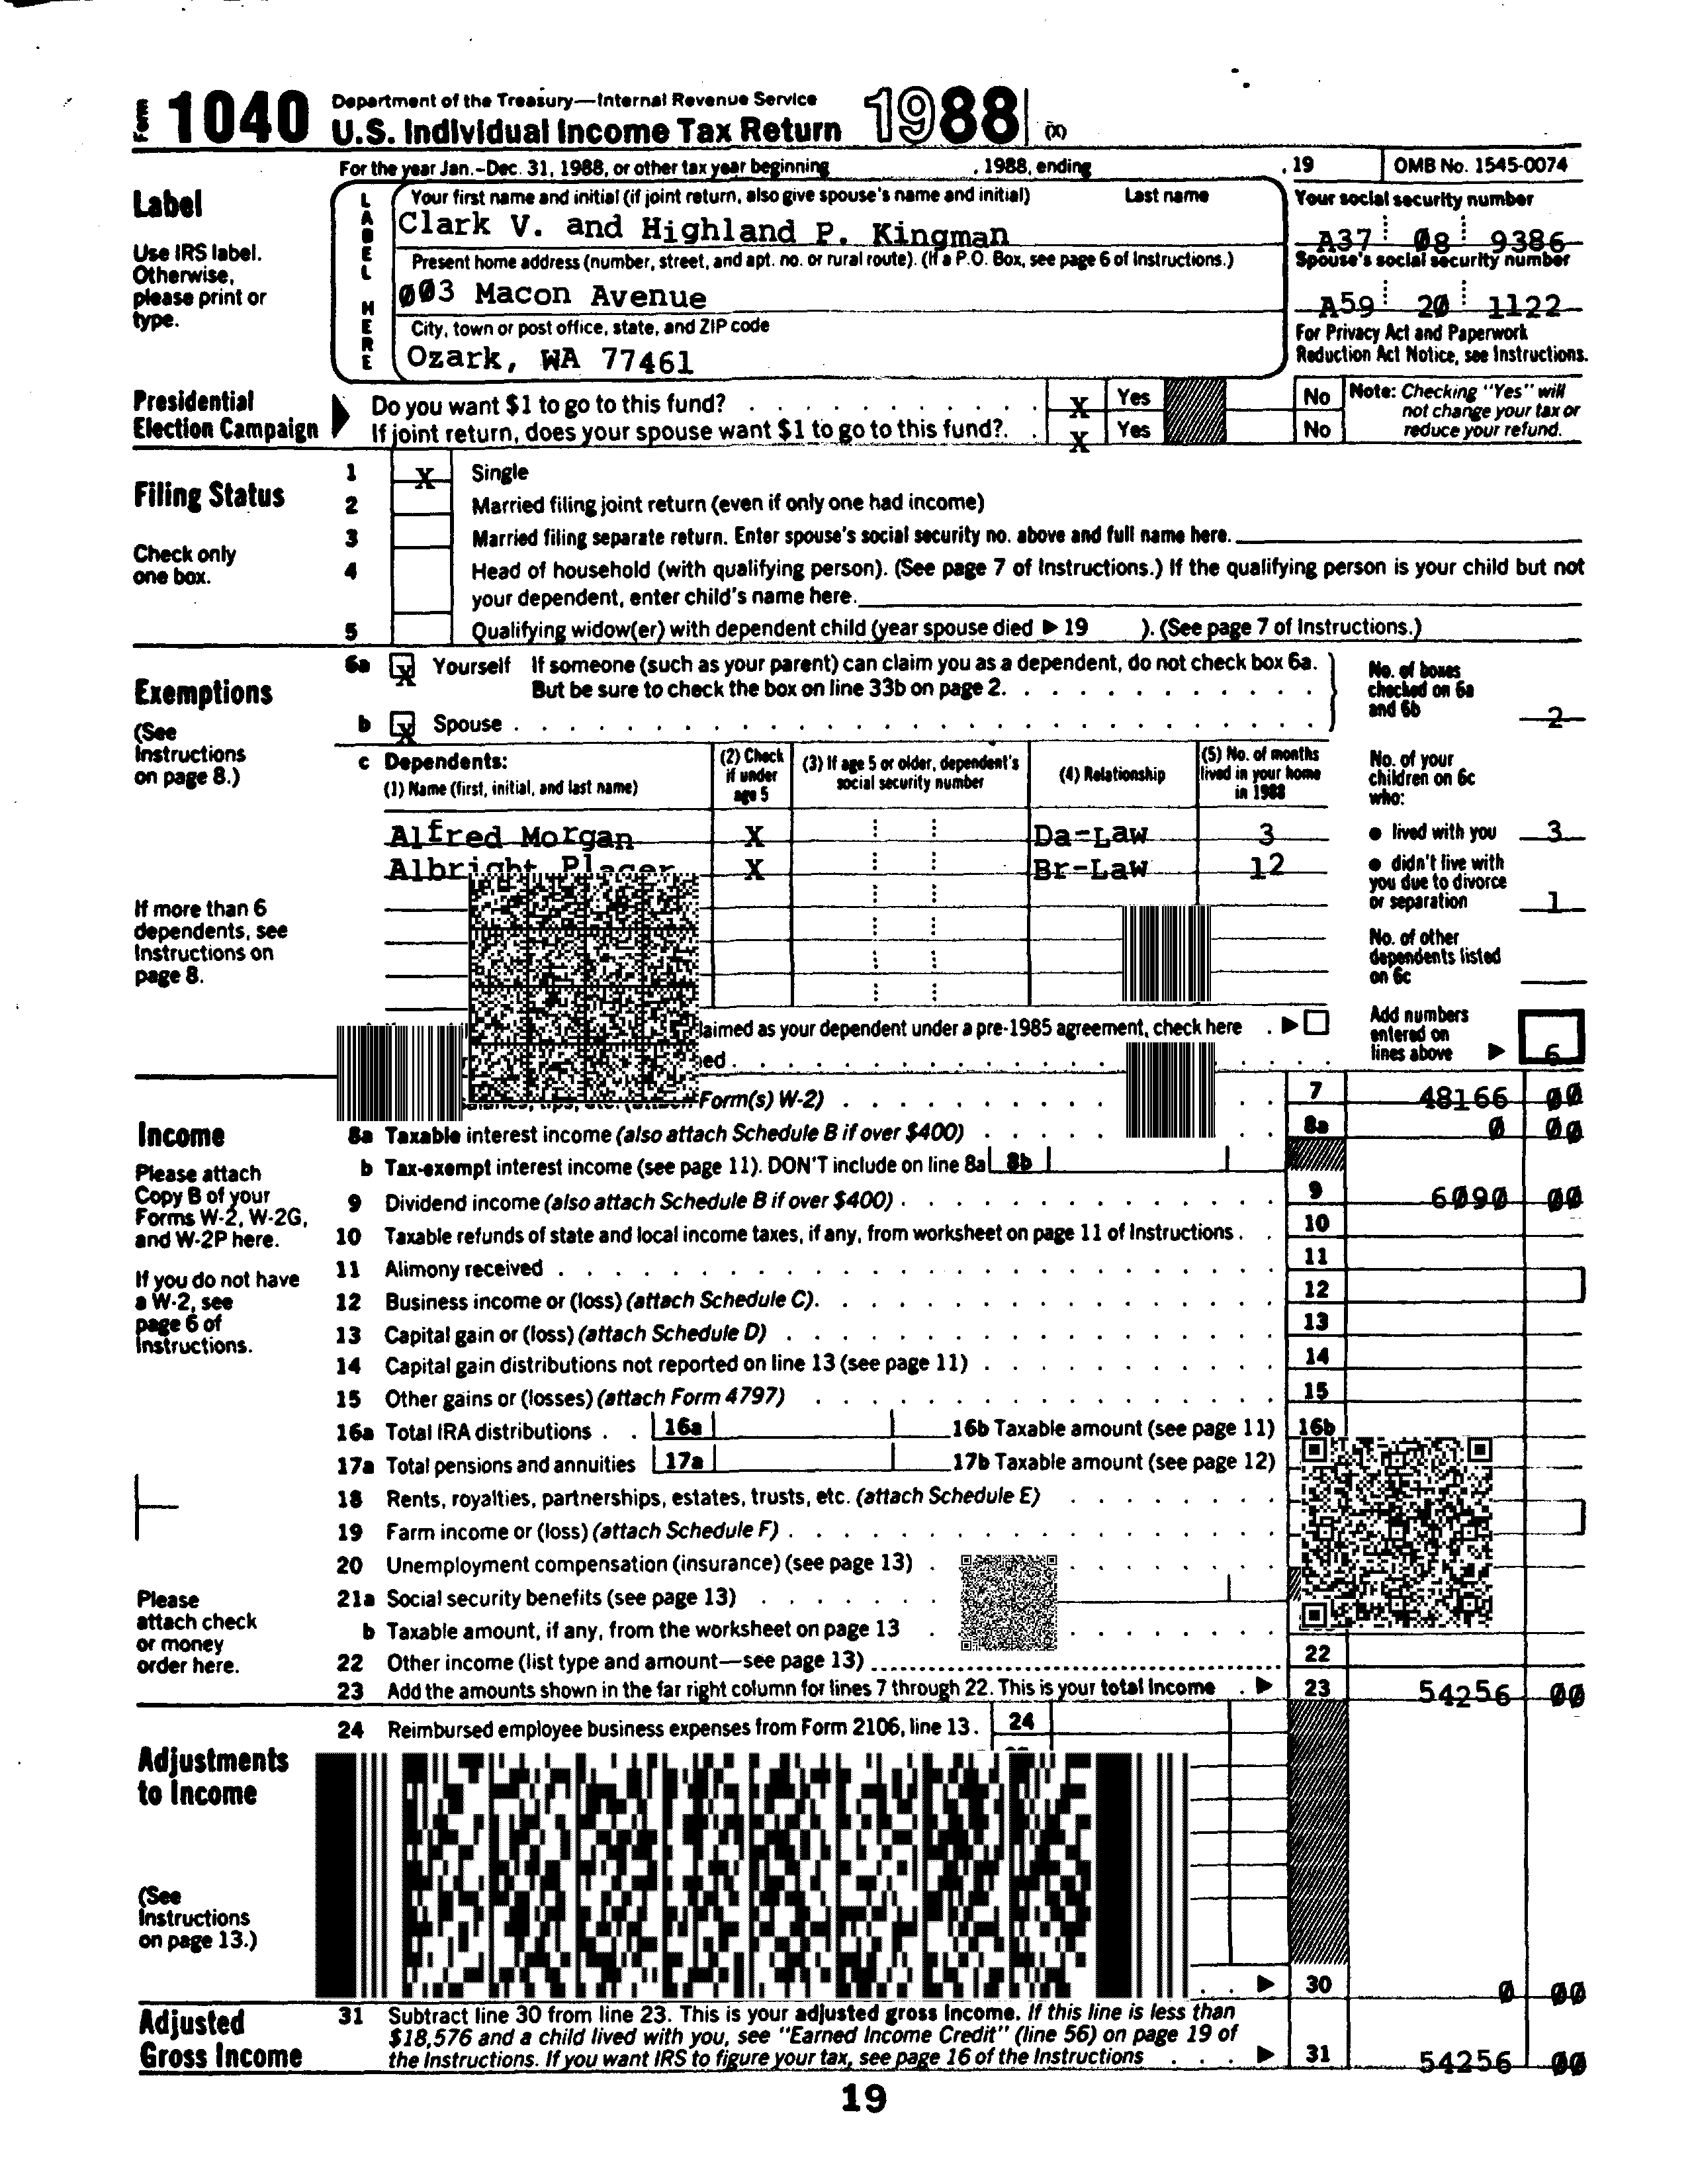 Form 1040 Department of the Treasury—Internal Revenue Service
U.S. Individual Income Tax Return 1988 (X)
For the year Jan.-Dec. 31, 1988, or other tax year beginning , 1988, ending , 19 OMB No. 1545-0074
Label
Use IRS label.
Otherwise,
please print or
type.
LABEL HERE
Your first name and initial (if joint return, also give spouse's name and initial) Last name
Clark V. and Highland P. Kingman
Present home address (number, street, and apt. no. or rural route). (If a P.O. Box, see page 6 of Instructions.)
003 Macon Avenue
City, town or post office, state, and ZIP code
Ozark, WA 77461
Your social security number
A37 08 9386
Spouse's social security number
A59 20 1122
For Privacy Act and Paperwork
Reduction Act Notice, see Instructions.
Presidential
Election Campaign
Do you want $1 to go to this fund? X Yes No
If joint return, does your spouse want $1 to go to this fund?. X Yes No
Note: Checking "Yes" will
not change your tax or
reduce your refund.
Filing Status
Check only
one box.
1 X Single
2 Married filing joint return (even if only one had income)
3 Married filing separate return. Enter spouse's social security no. above and full name here.
4 Head of household (with qualifying person). (See page 7 of Instructions.) If the qualifying person is your child but not
your dependent, enter child's name here.
5 Qualifying widow(er) with dependent child (year spouse died ▶ 19 ). (See page 7 of Instructions.)
Exemptions
(See
Instructions
on page 8.)
6a X Yourself If someone (such as your parent) can claim you as a dependent, do not check box 6a.
But be sure to check the box on line 33b on page 2.
b X Spouse
No. of boxes
checked on 6a
and 6b 2
c Dependents:
(1) Name (first, initial, and last name)
(2) Check
if under
age 5
(3) If age 5 or older, dependent's
social security number
(4) Relationship
(5) No. of months
lived in your home
in 1988
Alfred Morgan X Da-Law 3
Albright Placer X Br-Law 12
No. of your
children on 6c
who:
● lived with you 3
● didn't live with
you due to divorce
or separation 1
No. of other
dependents listed
on 6c
If more than 6
dependents, see
Instructions on
page 8.
laimed as your dependent under a pre-1985 agreement, check here ▶
ed
Add numbers
entered on
lines above ▶ 6
Income
Please attach
Copy B of your
Forms W-2, W-2G,
and W-2P here.
If you do not have
a W-2, see
page 6 of
Instructions.
Please
attach check
or money
order here.
Form(s) W-2) 7 48166 00
8a Taxable interest income (also attach Schedule B if over $400) 8a 0 00
b Tax-exempt interest income (see page 11). DON'T include on line 8a 8b
9 Dividend income (also attach Schedule B if over $400) 9 6090 00
10 Taxable refunds of state and local income taxes, if any, from worksheet on page 11 of Instructions 10
11 Alimony received 11
12 Business income or (loss) (attach Schedule C) 12
13 Capital gain or (loss) (attach Schedule D) 13
14 Capital gain distributions not reported on line 13 (see page 11) 14
15 Other gains or (losses) (attach Form 4797) 15
16a Total IRA distributions 16a 16b Taxable amount (see page 11) 16b
17a Total pensions and annuities 17a 17b Taxable amount (see page 12)
18 Rents, royalties, partnerships, estates, trusts, etc. (attach Schedule E)
19 Farm income or (loss) (attach Schedule F)
20 Unemployment compensation (insurance) (see page 13)
21a Social security benefits (see page 13)
b Taxable amount, if any, from the worksheet on page 13
22 Other income (list type and amount—see page 13) 22
23 Add the amounts shown in the far right column for lines 7 through 22. This is your total income ▶ 23 54256 00
Adjustments
to Income
(See
Instructions
on page 13.)
24 Reimbursed employee business expenses from Form 2106, line 13 24
▶ 30 0 00
Adjusted
Gross Income
31 Subtract line 30 from line 23. This is your adjusted gross income. If this line is less than
$18,576 and a child lived with you, see "Earned Income Credit" (line 56) on page 19 of
the Instructions. If you want IRS to figure your tax, see page 16 of the Instructions ▶ 31 54256 00
19